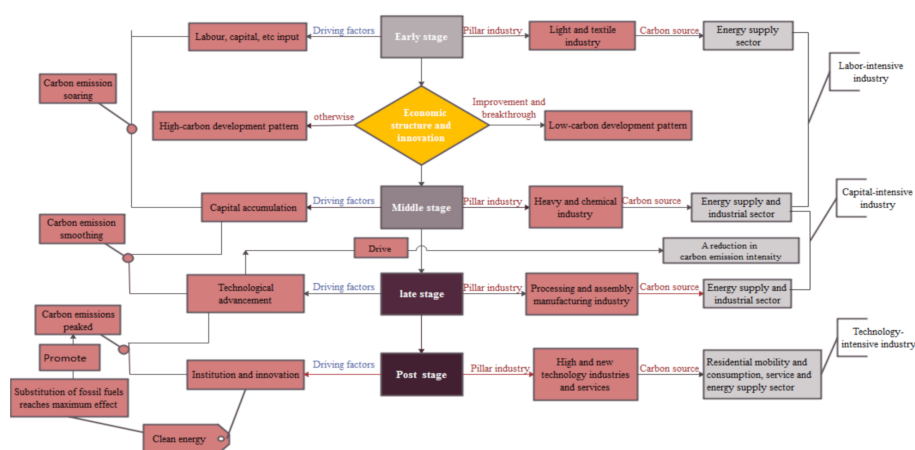 Labour, capital, etc input
Driving factors
Early stage
Pillar industry
Light and textile
industry
Carbon source
Energy supply
sector
Labor-intensive
industry
Carbon emission
soaring
High-carbon development pattern
otherwise
Economic
structure and
innovation
Improvement and
breakthrough
Low-carbon development pattern
Capital accumulation
Driving factors
Middle stage
Pillar industry
Heavy and chemical
industry
Carbon source
Energy supply and
industrial sector
Capital-intensive
industry
Carbon emission
smoothing
Drive
A reduction in
carbon emission intensity
Technological
advancement
Driving factors
late stage
Pillar industry
Processing and assembly
manufacturing industry
Carbon source
Energy supply and
industrial sector
Carbon emissions
peaked
Technology-
intensive industry
Promote
Institution and innovation
Driving factors
Post stage
Pillar industry
High and new
technology industries
and services
Carbon source
Residential mobility and
consumption, service and
energy supply sector
Substitution of fossil fuels
reaches maximum effect
Clean energy